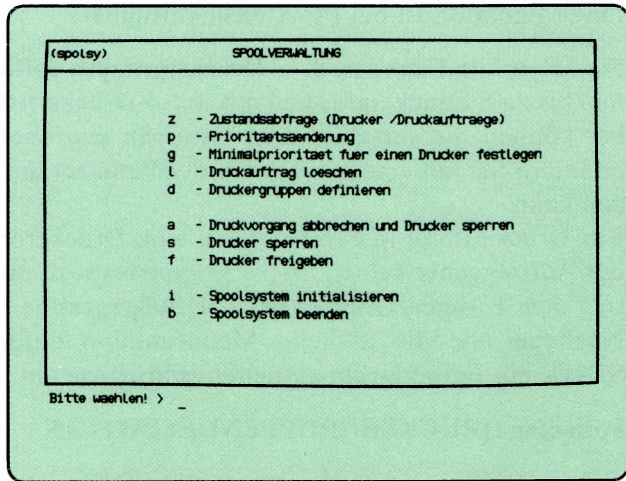 (spolsy) SPOOLVERWALTUNG
z - Zustandsabfrage (Drucker /Druckauftraege)
p - Prioritaetsaenderung
g - Minimalprioritaet fuer einen Drucker festlegen
l - Druckauftrag loeschen
d - Druckergruppen definieren
a - Druckvorgang abbrechen und Drucker sperren
s - Drucker sperren
f - Drucker freigeben
i - Spoolsystem initialisieren
b - Spoolsystem beenden
Bitte waehlen! > _